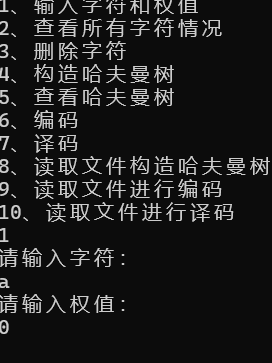 1、输入字符和权值
2、查看所有字符情况
3、删除字符
4、构造哈夫曼树
5、查看哈夫曼树
6、编码
7、译码
8、读取文件构造哈夫曼树
9、读取文件进行编码
10、读取文件进行译码
1
请输入字符：
a
请输入权值：
0